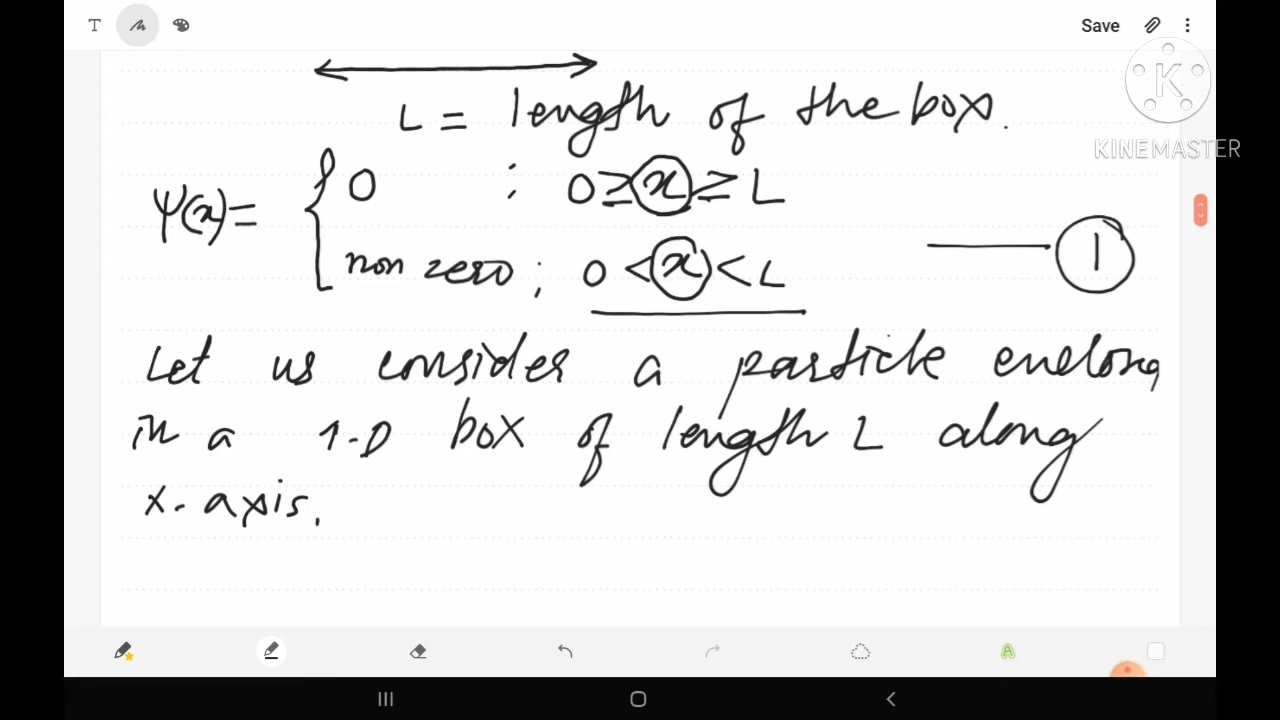 T
Save
K
KINEMASTER
L = length of the box.
ψ(x) = { 0 ; 0 ≥ x ≥ L
non zero ; 0 < x < L
1
Let us consider a particle
in a 1-D box of length L along
x-axis.
A